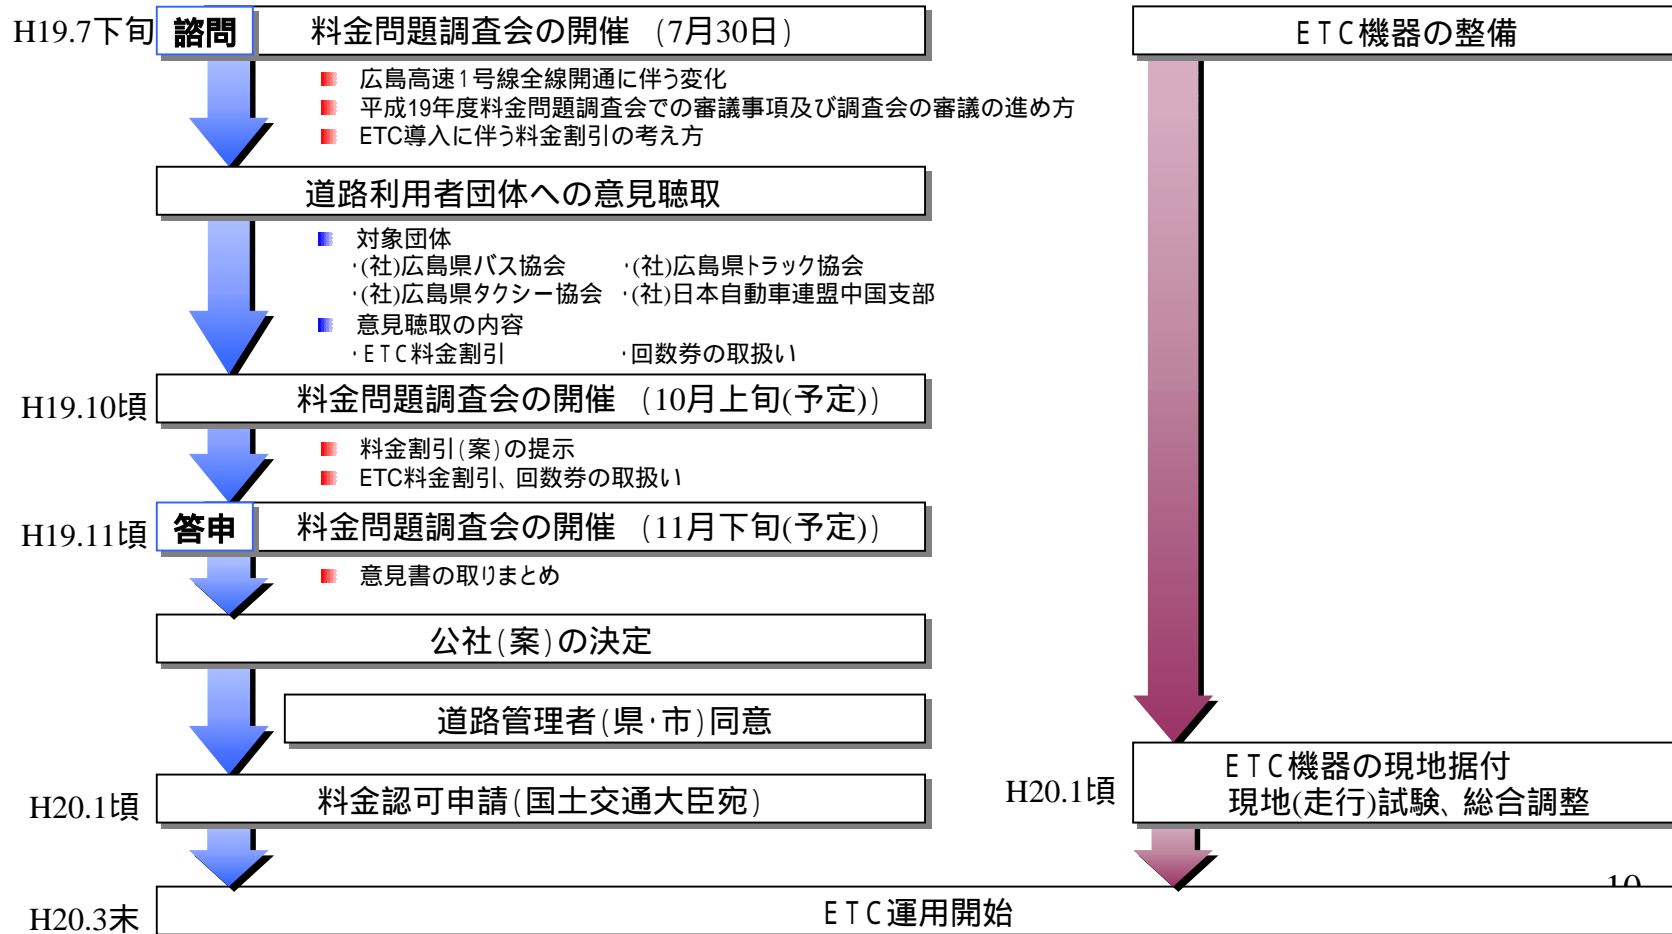 H19.7下旬 諮問 料金問題調査会の開催 (7月30日)
広島高速1号線全線開通に伴う変化
平成19年度料金問題調査会での審議事項及び調査会の審議の進め方
ETC導入に伴う料金割引の考え方
道路利用者団体への意見聴取
対象団体
・(社)広島県バス協会 ・(社)広島県トラック協会
・(社)広島県タクシー協会 ・(社)日本自動車連盟中国支部
意見聴取の内容
・ETC料金割引 ・回数券の取扱い
H19.10頃 料金問題調査会の開催 (10月上旬(予定))
料金割引(案)の提示
ETC料金割引、回数券の取扱い
H19.11頃 答申 料金問題調査会の開催 (11月下旬(予定))
意見書の取りまとめ
公社(案)の決定
道路管理者(県・市)同意
H20.1頃 料金認可申請(国土交通大臣宛)
ETC機器の整備
H20.1頃 ETC機器の現地据付
現地(走行)試験、総合調整
10
H20.3末 ETC運用開始